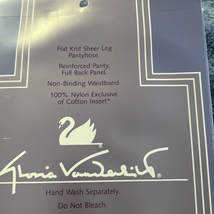 Flat Knit Sheer Leg
Pantyhose.
Reinforced Panty,
Full Back Panel.
Non-Binding Waistband.
100% Nylon Exclusive
of Cotton Insert*
Gloria Vanderbilt®
Hand Wash Separately.
Do Not Bleach.